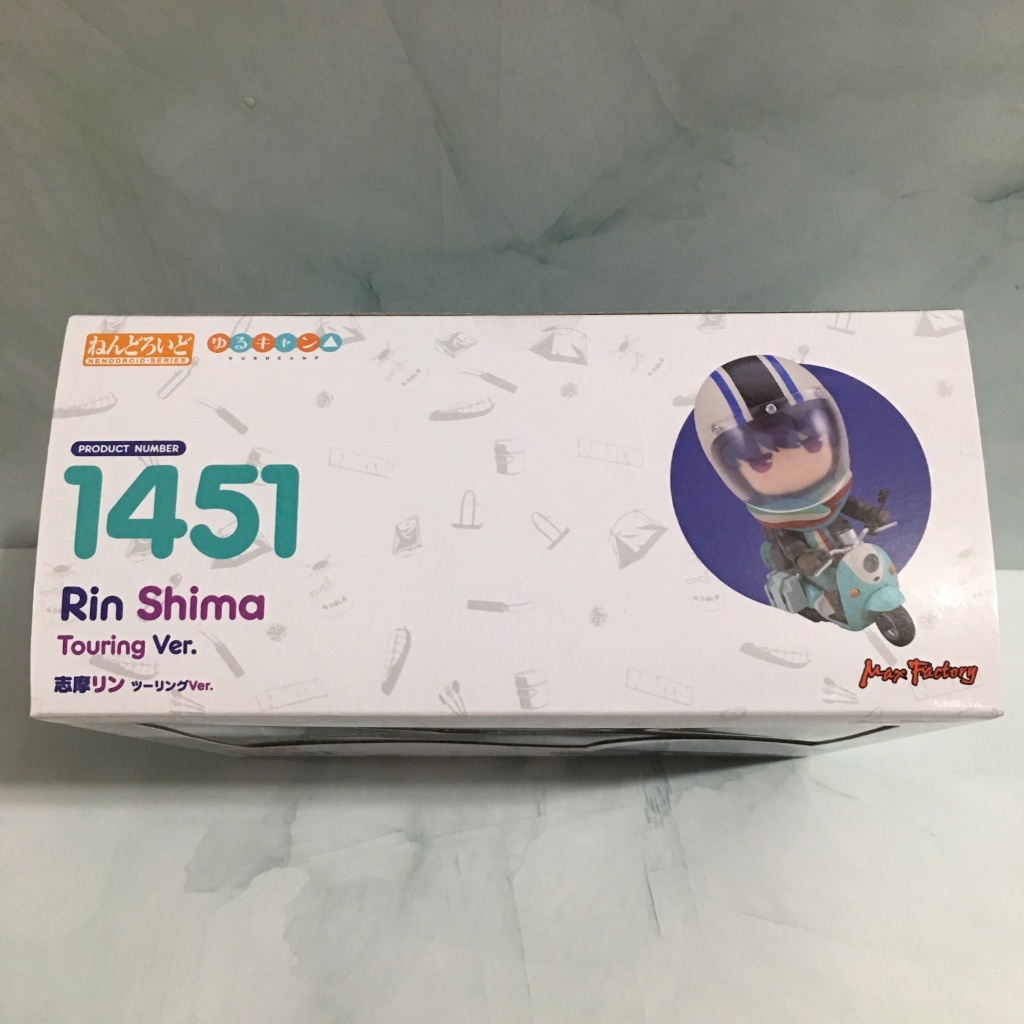 ねんどろいど
NENDOROID-SERIES
ゆるキャン△
YURUCAMP
PRODUCT NUMBER
1451
Rin Shima
Touring Ver.
志摩リン ツーリングVer.
Max Factory